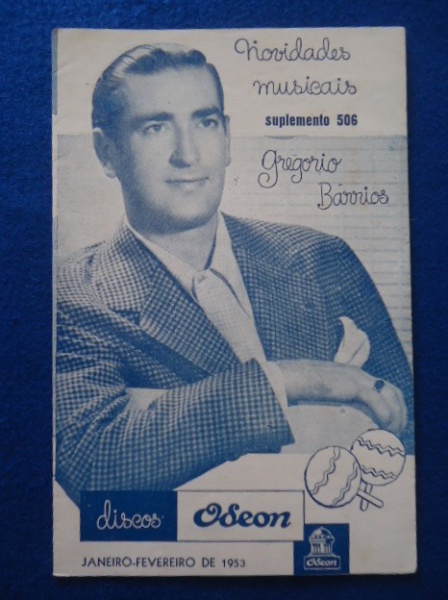 Novidades
musicais
suplemento 506
Gregorio
Barrios
discos Odeon
JANEIRO-FEVEREIRO DE 1953
Odeon